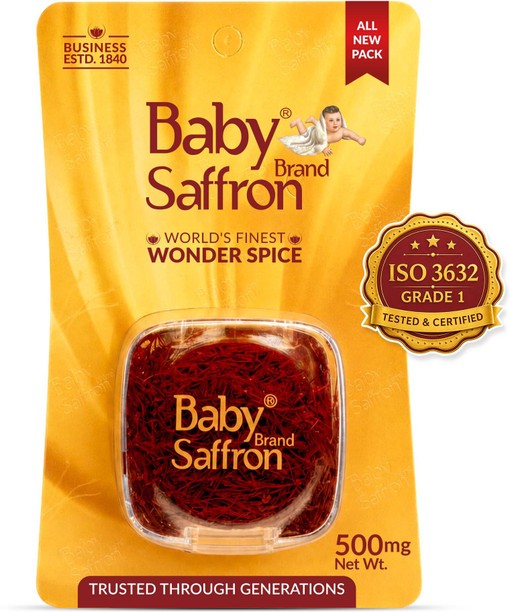 BUSINESS
ESTD. 1840
ALL
NEW
PACK
Baby®
Brand
Saffron
WORLD'S FINEST
WONDER SPICE
ISO 3632
GRADE 1
TESTED & CERTIFIED
Baby®
Brand
Saffron
500mg
Net Wt.
TRUSTED THROUGH GENERATIONS